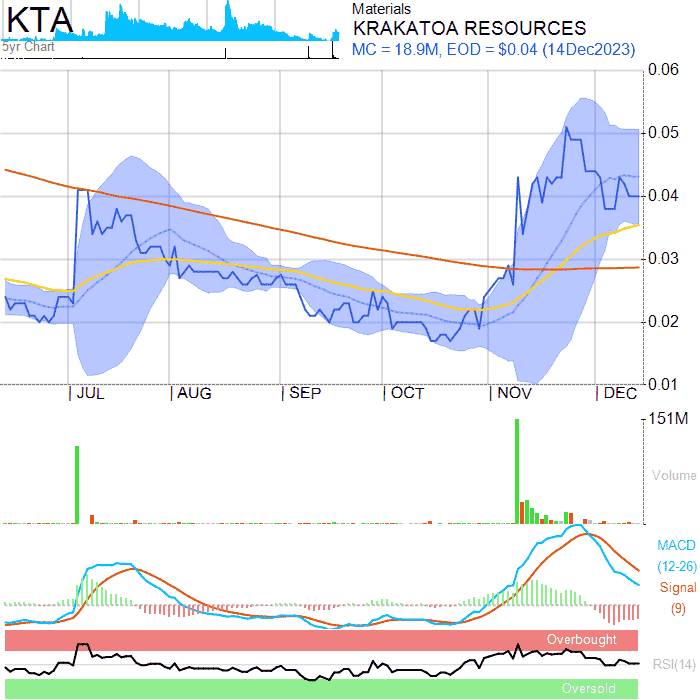 KTA
5yr Chart
Materials
KRAKATOA RESOURCES
MC = 18.9M, EOD = $0.04 (14Dec2023)
0.06
0.05
0.04
0.03
0.02
0.01
JUL AUG SEP OCT NOV DEC
151M
Volume
MACD
(12-26)
Signal
(9)
Overbought
RSI(14)
Oversold